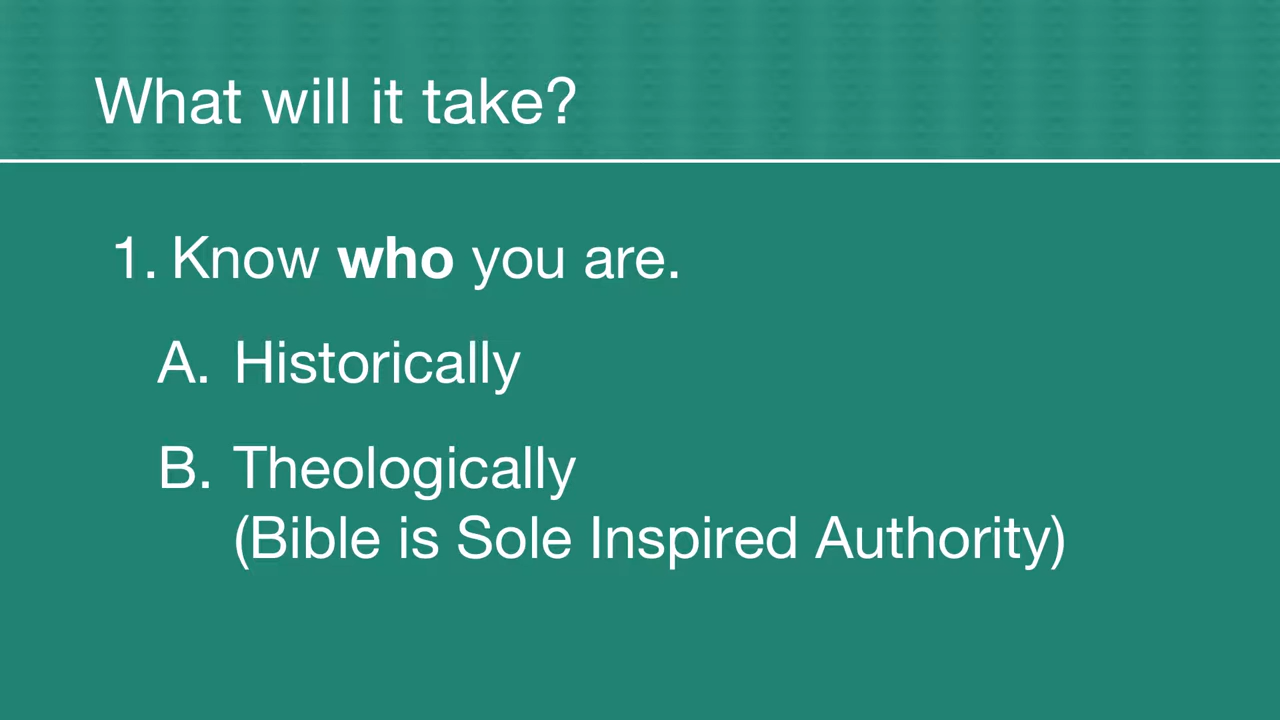 What will it take?
1. Know who you are.
A. Historically
B. Theologically
(Bible is Sole Inspired Authority)